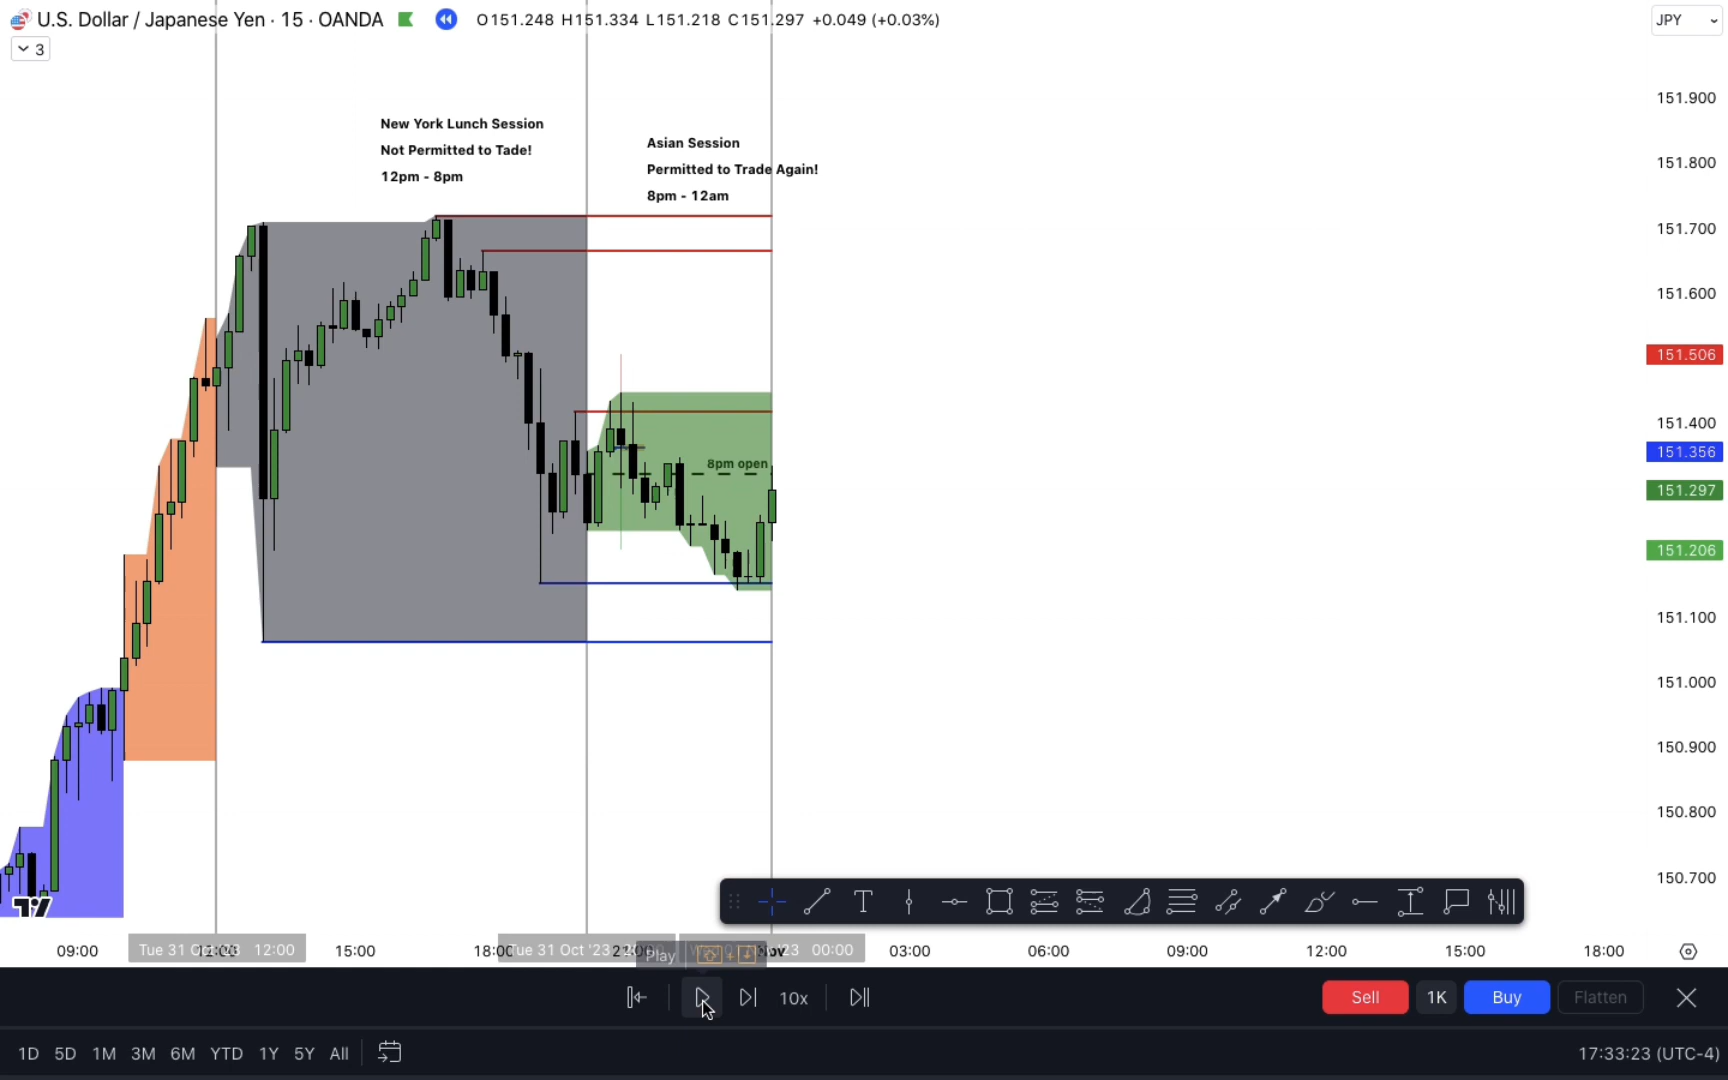 U.S. Dollar / Japanese Yen · 15 · OANDA
O151.248 H151.334 L151.218 C151.297 +0.049 (+0.03%)
JPY
3
New York Lunch Session
Not Permitted to Tade!
12pm - 8pm
Asian Session
Permitted to Trade Again!
8pm - 12am
8pm open
151.900
151.800
151.700
151.600
151.506
151.400
151.356
151.297
151.206
151.100
151.000
150.900
150.800
150.700
09:00
Tue 31 Oct '23 12:00
15:00
18:00
Tue 31 Oct '23
00:00
03:00
06:00
09:00
12:00
15:00
18:00
Play
10x
Sell
1K
Buy
Flatten
1D 5D 1M 3M 6M YTD 1Y 5Y All
17:33:23 (UTC-4)